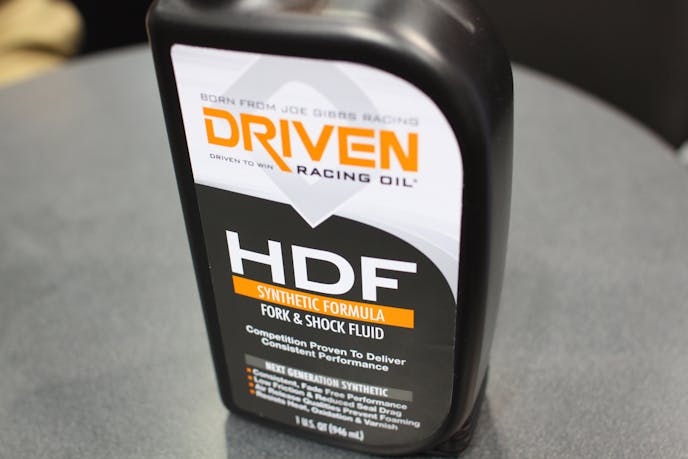 BORN FROM JOE GIBBS RACING
DRIVEN
DRIVEN TO WIN
RACING OIL®
HDF
SYNTHETIC FORMULA
FORK & SHOCK FLUID
Competition Proven To Deliver
Consistent Performance
NEXT GENERATION SYNTHETIC
Consistent, Fade Free Performance
Low Friction & Reduced Seal Drag
Air Release Qualities Prevent Foaming
Resists Heat, Oxidation & Varnish
1 U.S. QT (946 mL)